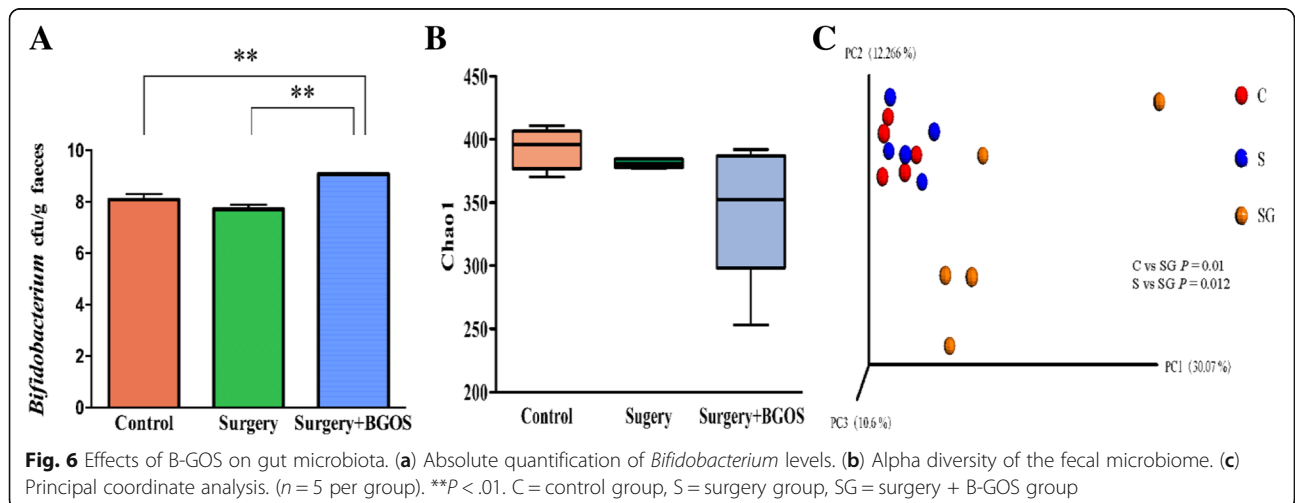 A
**
**
Bifidobacterium cfu/g faeces
10
8
6
4
2
0
Control Surgery Surgery+BGOS
B
Chao1
450
400
350
300
250
200
Control Sugery Surgery+BGOS
C
PC2 (12.266 %)
C
S
SG
C vs SG P = 0.01
S vs SG P = 0.012
PC1 (30.07 %)
PC3 (10.6 %)
Fig. 6 Effects of B-GOS on gut microbiota. (a) Absolute quantification of Bifidobacterium levels. (b) Alpha diversity of the fecal microbiome. (c)
Principal coordinate analysis. (n = 5 per group). **P < .01. C = control group, S = surgery group, SG = surgery + B-GOS group